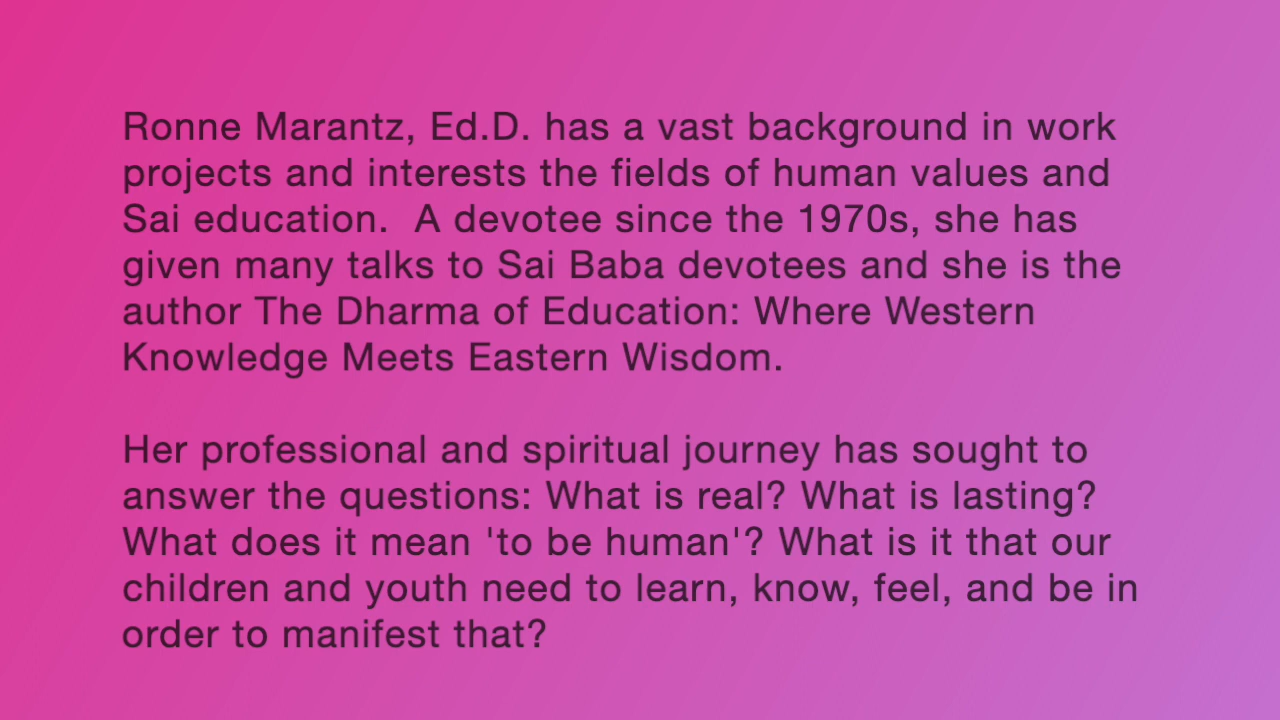 Ronne Marantz, Ed.D. has a vast background in work
projects and interests the fields of human values and
Sai education.  A devotee since the 1970s, she has
given many talks to Sai Baba devotees and she is the
author The Dharma of Education: Where Western
Knowledge Meets Eastern Wisdom.
Her professional and spiritual journey has sought to
answer the questions: What is real? What is lasting?
What does it mean 'to be human'? What is it that our
children and youth need to learn, know, feel, and be in
order to manifest that?